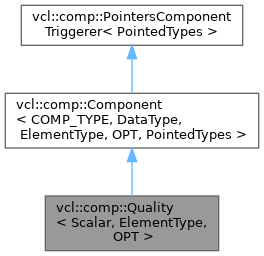 vcl::comp::PointersComponent
Triggerer< PointedTypes >
vcl::comp::Component
< COMP_TYPE, DataType,
ElementType, OPT, PointedTypes >
vcl::comp::Quality
< Scalar, ElementType,
OPT >